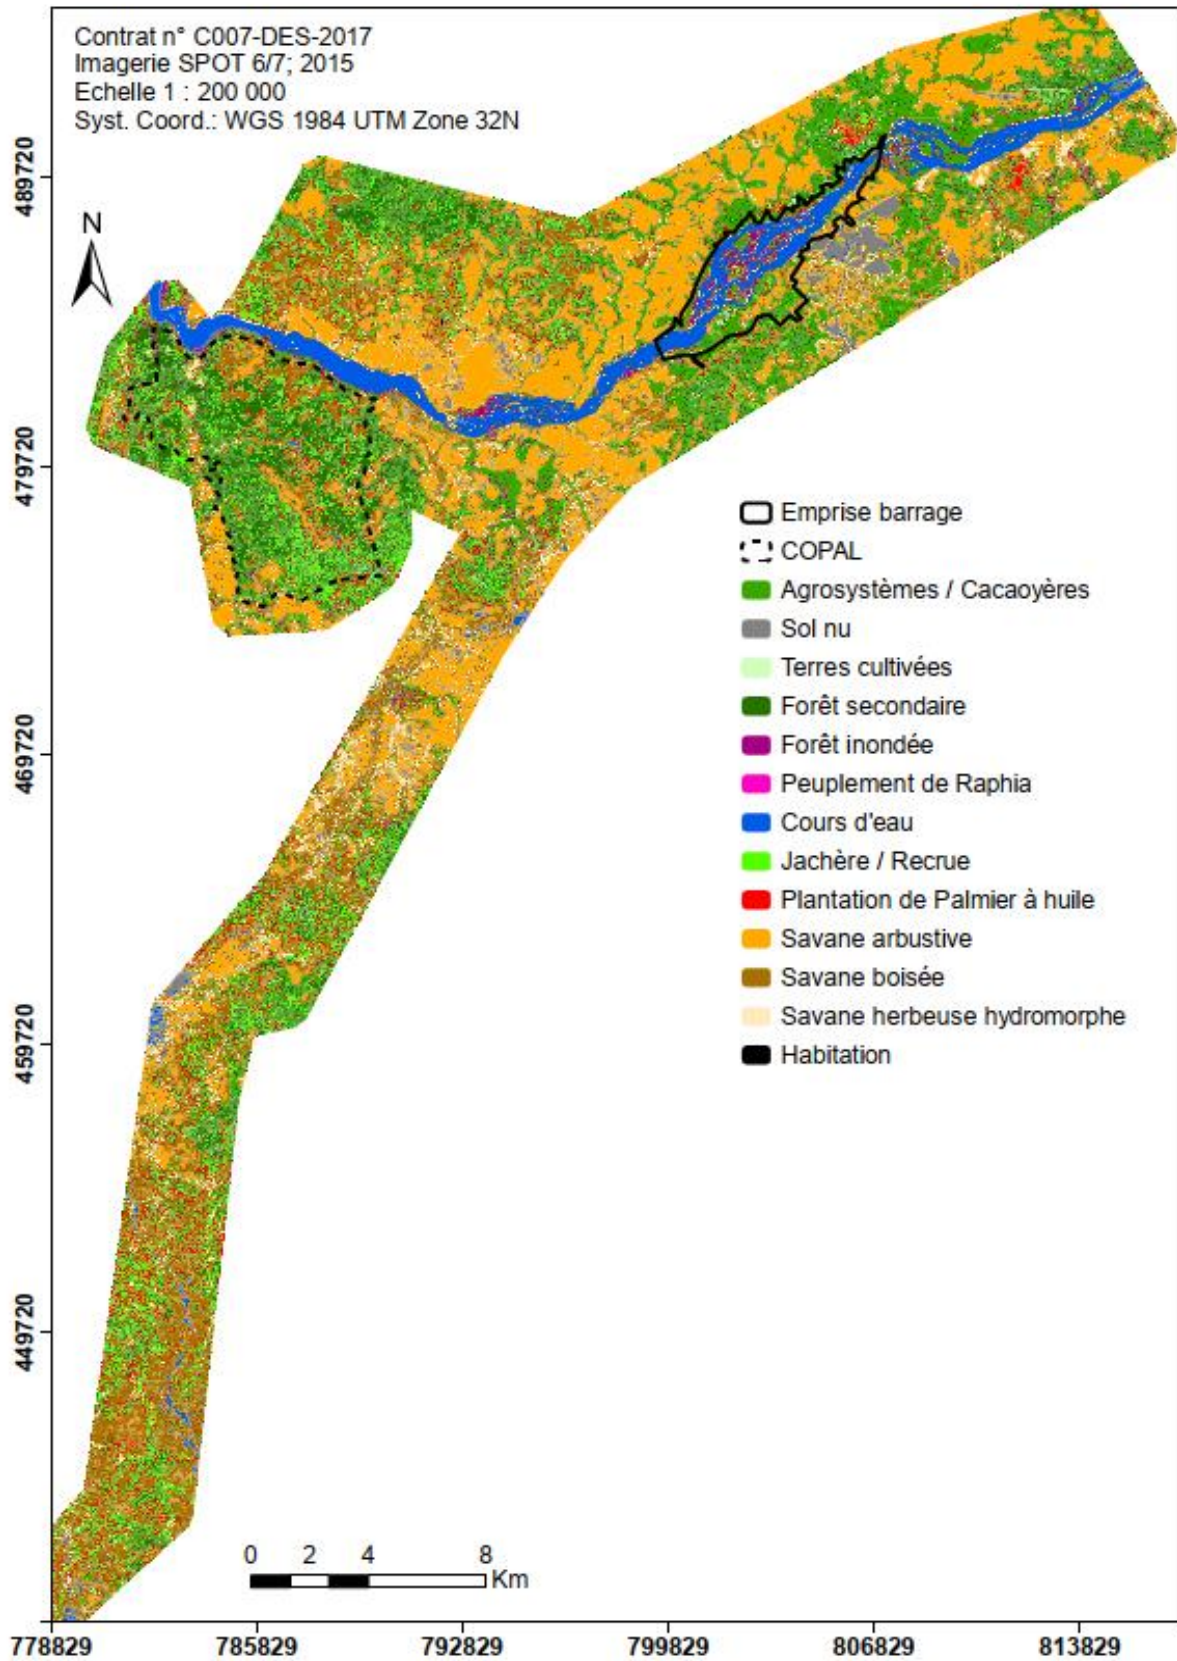 Contrat n° C007-DES-2017
Imagerie SPOT 6/7; 2015
Echelle 1 : 200 000
Syst. Coord.: WGS 1984 UTM Zone 32N
489720
N
479720
Emprise barrage
COPAL
Agrosystèmes / Cacaoyères
Sol nu
Terres cultivées
Forêt secondaire
Forêt inondée
Peuplement de Raphia
Cours d'eau
Jachère / Recrue
Plantation de Palmier à huile
Savane arbustive
Savane boisée
Savane herbeuse hydromorphe
Habitation
469720
459720
449720
0 2 4 8
Km
778829 785829 792829 799829 806829 813829